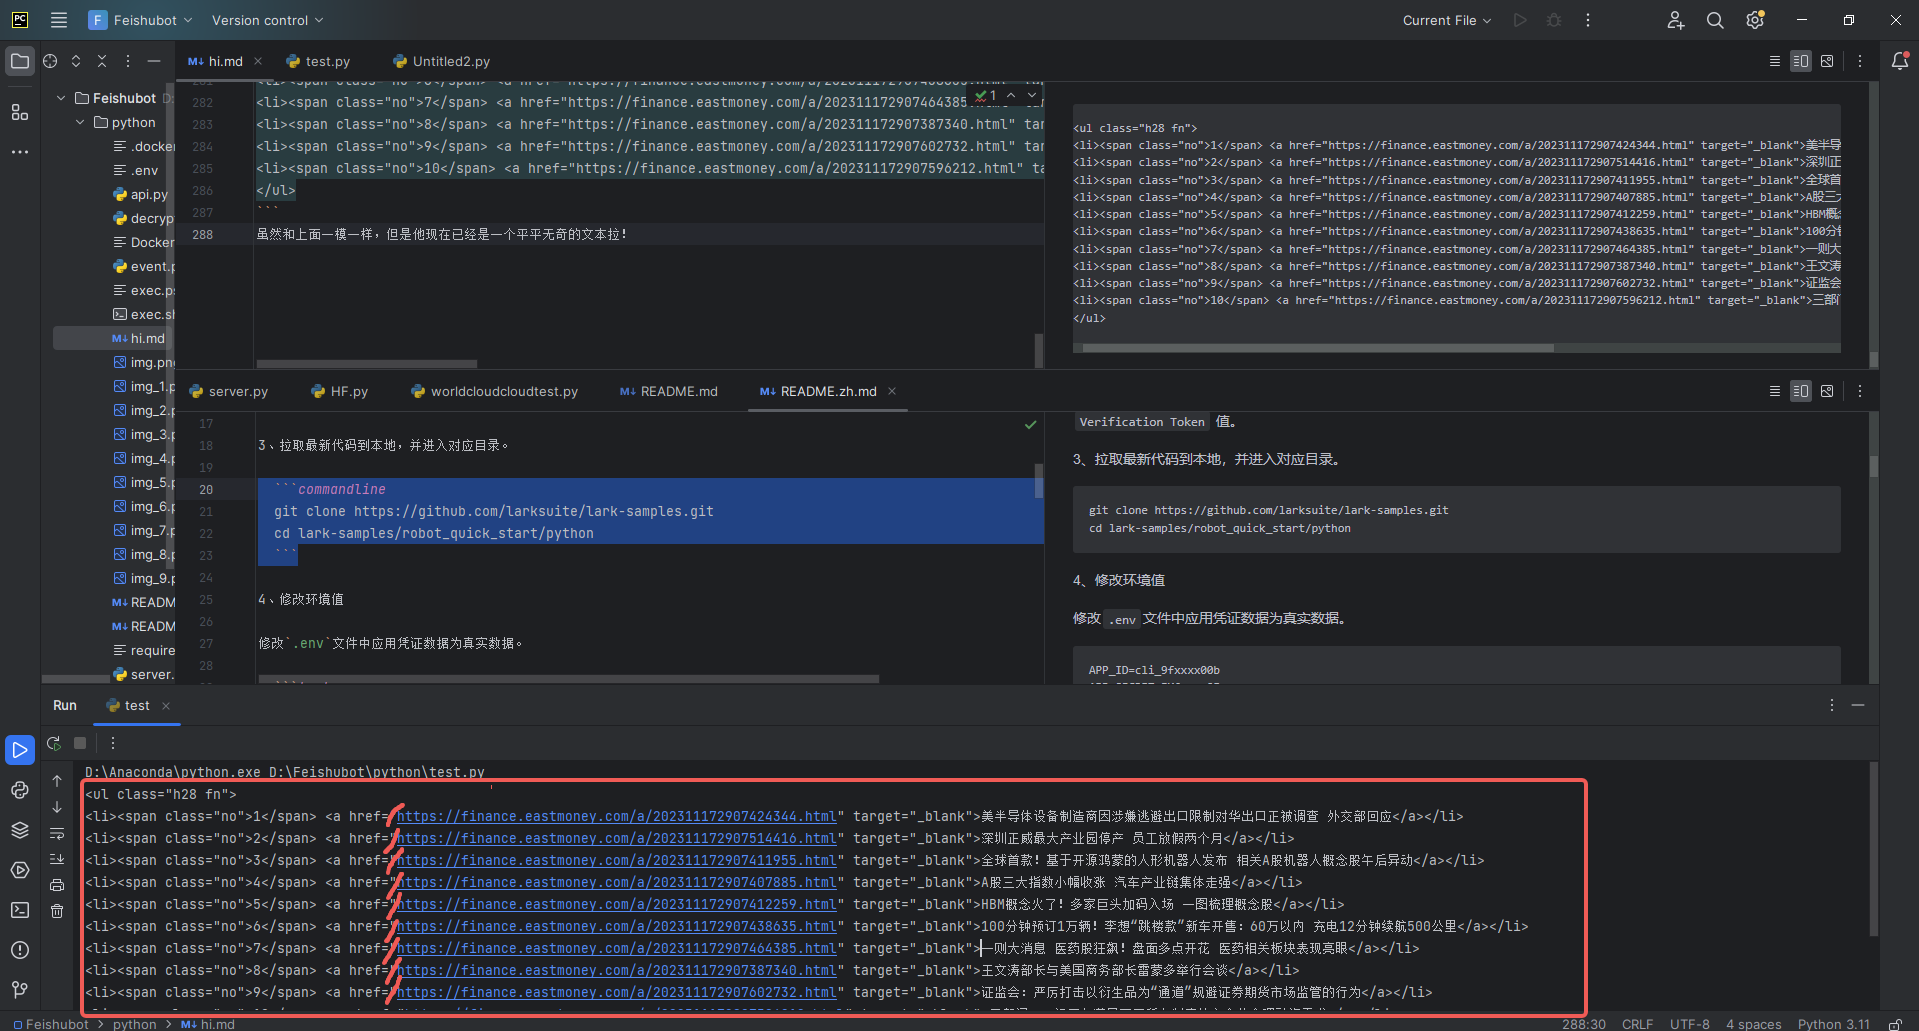 PC
F Feishubot Version control Current File
hi.md test.py Untitled2.py
Feishubot
python
.docke
.env
api.py
decryp
Docker
event.p
exec.ps
exec.sh
hi.md
img.png
img_1.p
img_2.p
img_3.p
img_4.p
img_5.p
img_6.p
img_7.p
img_8.p
img_9.p
READM
READM
require
server.
282 <li><span class="no">7</span> <a href="https://finance.eastmoney.com/a/202311172907464385.html" tar
283 <li><span class="no">8</span> <a href="https://finance.eastmoney.com/a/202311172907387340.html" tar
284 <li><span class="no">9</span> <a href="https://finance.eastmoney.com/a/202311172907602732.html" tar
285 <li><span class="no">10</span> <a href="https://finance.eastmoney.com/a/202311172907596212.html" ta
286 </ul>
287 ```
288 虽然和上面一模一样，但是他现在已经是一个平平无奇的文本拉！
1
<ul class="h28 fn">
<li><span class="no">1</span> <a href="https://finance.eastmoney.com/a/202311172907424344.html" target="_blank">美半导
<li><span class="no">2</span> <a href="https://finance.eastmoney.com/a/202311172907514416.html" target="_blank">深圳正
<li><span class="no">3</span> <a href="https://finance.eastmoney.com/a/202311172907411955.html" target="_blank">全球首
<li><span class="no">4</span> <a href="https://finance.eastmoney.com/a/202311172907407885.html" target="_blank">A股三大
<li><span class="no">5</span> <a href="https://finance.eastmoney.com/a/202311172907412259.html" target="_blank">HBM概念
<li><span class="no">6</span> <a href="https://finance.eastmoney.com/a/202311172907438635.html" target="_blank">100分钟
<li><span class="no">7</span> <a href="https://finance.eastmoney.com/a/202311172907464385.html" target="_blank">一则大
<li><span class="no">8</span> <a href="https://finance.eastmoney.com/a/202311172907387340.html" target="_blank">王文涛
<li><span class="no">9</span> <a href="https://finance.eastmoney.com/a/202311172907602732.html" target="_blank">证监会
<li><span class="no">10</span> <a href="https://finance.eastmoney.com/a/202311172907596212.html" target="_blank">三部门
</ul>
server.py HF.py worldcloudcloudtest.py README.md README.zh.md
17
18 3、拉取最新代码到本地，并进入对应目录。
19
20 ```commandline
21 git clone https://github.com/larksuite/lark-samples.git
22 cd lark-samples/robot_quick_start/python
23 ```
24
25 4、修改环境值
26
27 修改`.env`文件中应用凭证数据为真实数据。
28
Verification Token 值。
3、拉取最新代码到本地，并进入对应目录。
git clone https://github.com/larksuite/lark-samples.git
cd lark-samples/robot_quick_start/python
4、修改环境值
修改 .env 文件中应用凭证数据为真实数据。
APP_ID=cli_9fxxxx00b
Run test
D:\Anaconda\python.exe D:\Feishubot\python\test.py
<ul class="h28 fn">
<li><span class="no">1</span> <a href="https://finance.eastmoney.com/a/202311172907424344.html" target="_blank">美半导体设备制造商因涉嫌逃避出口限制对华出口正被调查 外交部回应</a></li>
<li><span class="no">2</span> <a href="https://finance.eastmoney.com/a/202311172907514416.html" target="_blank">深圳正威最大产业园停产 员工放假两个月</a></li>
<li><span class="no">3</span> <a href="https://finance.eastmoney.com/a/202311172907411955.html" target="_blank">全球首款！基于开源鸿蒙的人形机器人发布 相关A股机器人概念股午后异动</a></li>
<li><span class="no">4</span> <a href="https://finance.eastmoney.com/a/202311172907407885.html" target="_blank">A股三大指数小幅收涨 汽车产业链集体走强</a></li>
<li><span class="no">5</span> <a href="https://finance.eastmoney.com/a/202311172907412259.html" target="_blank">HBM概念火了！多家巨头加码入场 一图梳理概念股</a></li>
<li><span class="no">6</span> <a href="https://finance.eastmoney.com/a/202311172907438635.html" target="_blank">100分钟预订1万辆！李想“跳楼款”新车开售：60万以内 充电12分钟续航500公里</a></li>
<li><span class="no">7</span> <a href="https://finance.eastmoney.com/a/202311172907464385.html" target="_blank">一则大消息 医药股狂飙！盘面多点开花 医药相关板块表现亮眼</a></li>
<li><span class="no">8</span> <a href="https://finance.eastmoney.com/a/202311172907387340.html" target="_blank">王文涛部长与美国商务部长雷蒙多举行会谈</a></li>
<li><span class="no">9</span> <a href="https://finance.eastmoney.com/a/202311172907602732.html" target="_blank">证监会：严厉打击以衍生品为“通道”规避证券期货市场监管的行为</a></li>
Feishubot > python > hi.md 288:30 CRLF UTF-8 4 spaces Python 3.11